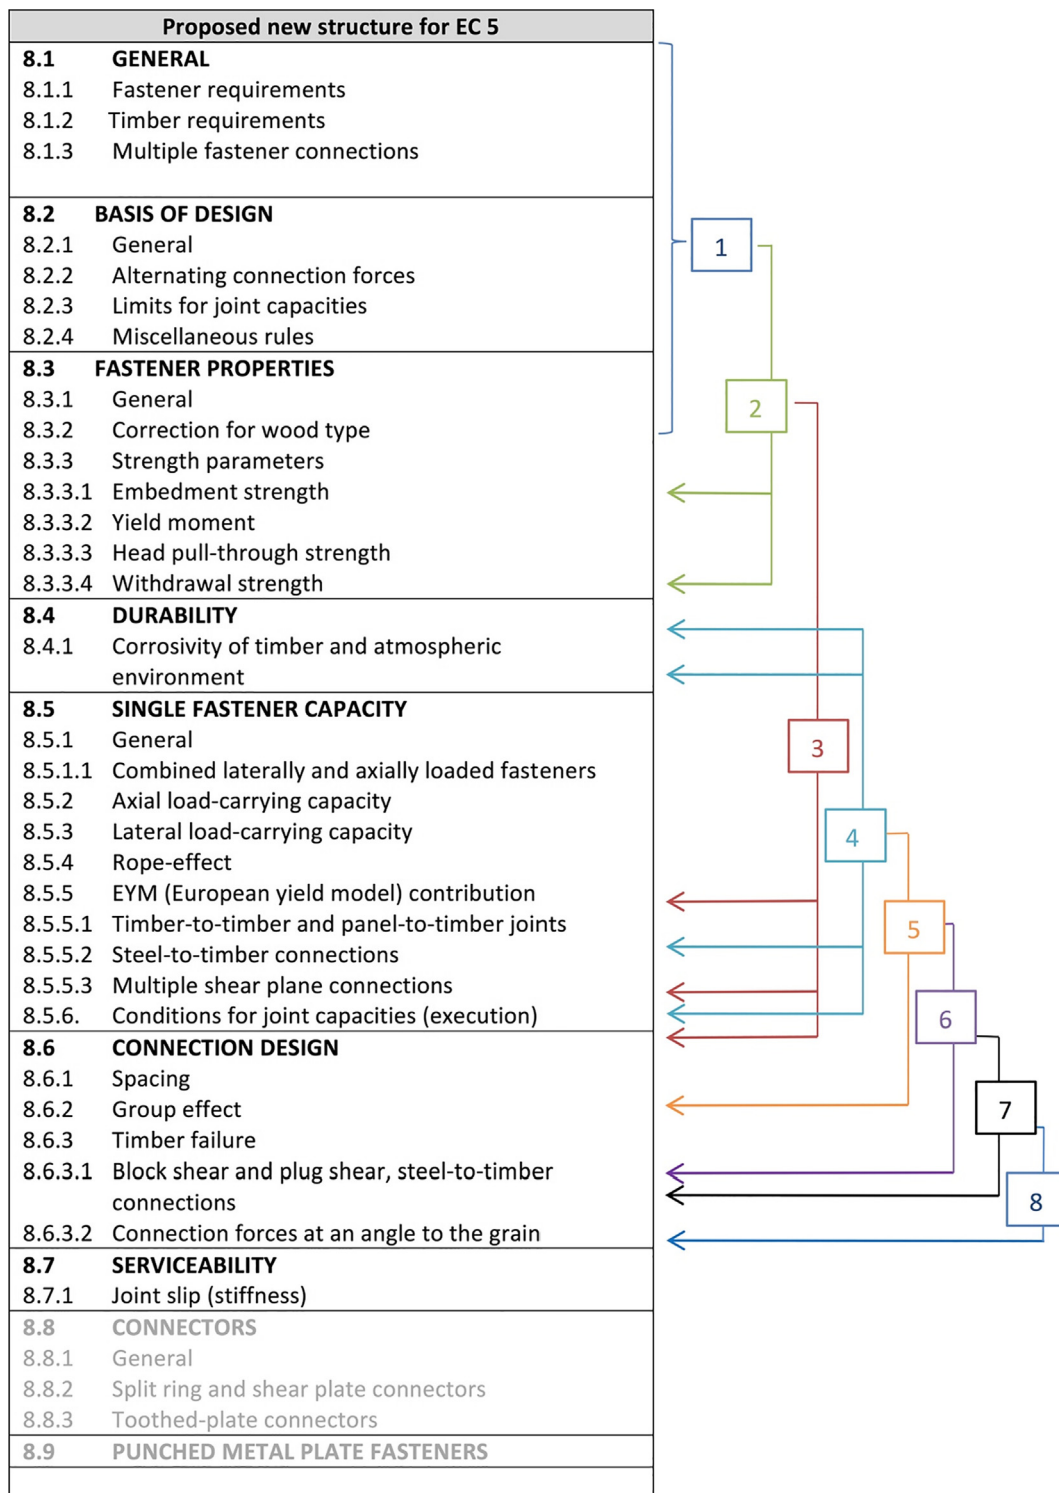 Proposed new structure for EC 5
8.1 GENERAL
8.1.1 Fastener requirements
8.1.2 Timber requirements
8.1.3 Multiple fastener connections
8.2 BASIS OF DESIGN
8.2.1 General
8.2.2 Alternating connection forces
8.2.3 Limits for joint capacities
8.2.4 Miscellaneous rules
8.3 FASTENER PROPERTIES
8.3.1 General
8.3.2 Correction for wood type
8.3.3 Strength parameters
8.3.3.1 Embedment strength
8.3.3.2 Yield moment
8.3.3.3 Head pull-through strength
8.3.3.4 Withdrawal strength
8.4 DURABILITY
8.4.1 Corrosivity of timber and atmospheric
environment
8.5 SINGLE FASTENER CAPACITY
8.5.1 General
8.5.1.1 Combined laterally and axially loaded fasteners
8.5.2 Axial load-carrying capacity
8.5.3 Lateral load-carrying capacity
8.5.4 Rope-effect
8.5.5 EYM (European yield model) contribution
8.5.5.1 Timber-to-timber and panel-to-timber joints
8.5.5.2 Steel-to-timber connections
8.5.5.3 Multiple shear plane connections
8.5.6. Conditions for joint capacities (execution)
8.6 CONNECTION DESIGN
8.6.1 Spacing
8.6.2 Group effect
8.6.3 Timber failure
8.6.3.1 Block shear and plug shear, steel-to-timber
connections
8.6.3.2 Connection forces at an angle to the grain
8.7 SERVICEABILITY
8.7.1 Joint slip (stiffness)
8.8 CONNECTORS
8.8.1 General
8.8.2 Split ring and shear plate connectors
8.8.3 Toothed-plate connectors
8.9 PUNCHED METAL PLATE FASTENERS
1
2
3
4
5
6
7
8